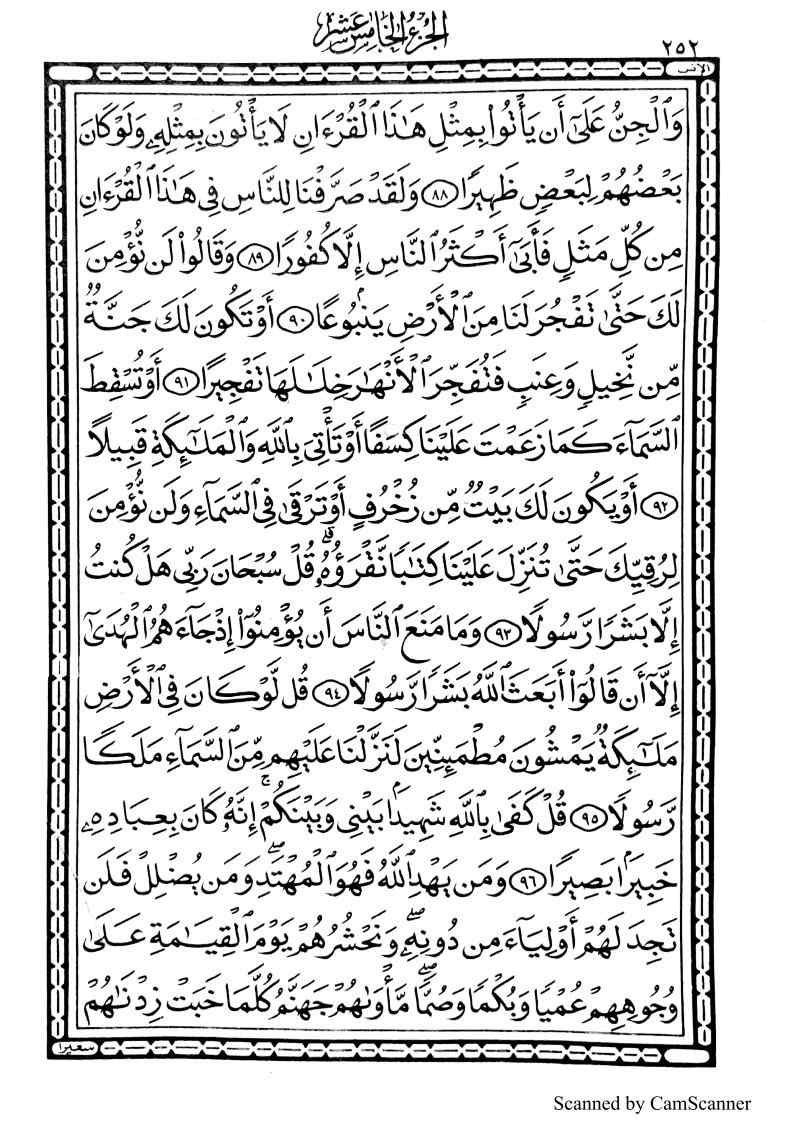 الجزء الخامس عشر
٢٥٢
الإنس
وَٱلْجِنُّ عَلَىٰٓ أَن يَأْتُوا۟ بِمِثْلِ هَـٰذَا ٱلْقُرْءَانِ لَا يَأْتُونَ بِمِثْلِهِۦ وَلَوْ كَانَ
بَعْضُهُمْ لِبَعْضٍ ظَهِيرًا ٨٨ وَلَقَدْ صَرَّفْنَا لِلنَّاسِ فِى هَـٰذَا ٱلْقُرْءَانِ
مِن كُلِّ مَثَلٍ فَأَبَىٰٓ أَكْثَرُ ٱلنَّاسِ إِلَّا كُفُورًا ٨٩ وَقَالُوا۟ لَن نُّؤْمِنَ
لَكَ حَتَّىٰ تَفْجُرَ لَنَا مِنَ ٱلْأَرْضِ يَنۢبُوعًا ٩٠ أَوْ تَكُونَ لَكَ جَنَّةٌ
مِّن نَّخِيلٍ وَعِنَبٍ فَتُفَجِّرَ ٱلْأَنْهَـٰرَ خِلَـٰلَهَا تَفْجِيرًا ٩١ أَوْ تُسْقِطَ
ٱلسَّمَآءَ كَمَا زَعَمْتَ عَلَيْنَا كِسَفًا أَوْ تَأْتِىَ بِٱللَّهِ وَٱلْمَلَـٰٓئِكَةِ قَبِيلًا
٩٢ أَوْ يَكُونَ لَكَ بَيْتٌ مِّن زُخْرُفٍ أَوْ تَرْقَىٰ فِى ٱلسَّمَآءِ وَلَن نُّؤْمِنَ
لِرُقِيِّكَ حَتَّىٰ تُنَزِّلَ عَلَيْنَا كِتَـٰبًا نَّقْرَؤُهُۥ ۗ قُلْ سُبْحَانَ رَبِّى هَلْ كُنتُ
إِلَّا بَشَرًا رَّسُولًا ٩٣ وَمَا مَنَعَ ٱلنَّاسَ أَن يُؤْمِنُوٓا۟ إِذْ جَآءَهُمُ ٱلْهُدَىٰٓ
إِلَّآ أَن قَالُوٓا۟ أَبَعَثَ ٱللَّهُ بَشَرًا رَّسُولًا ٩٤ قُل لَّوْ كَانَ فِى ٱلْأَرْضِ
مَلَـٰٓئِكَةٌ يَمْشُونَ مُطْمَئِنِّينَ لَنَزَّلْنَا عَلَيْهِم مِّنَ ٱلسَّمَآءِ مَلَكًا
رَّسُولًا ٩٥ قُلْ كَفَىٰ بِٱللَّهِ شَهِيدًۢا بَيْنِى وَبَيْنَكُمْ ۚ إِنَّهُۥ كَانَ بِعِبَادِهِۦ
خَبِيرًۢا بَصِيرًا ٩٦ وَمَن يَهْدِ ٱللَّهُ فَهُوَ ٱلْمُهْتَدِ ۖ وَمَن يُضْلِلْ فَلَن
تَجِدَ لَهُمْ أَوْلِيَآءَ مِن دُونِهِۦ ۖ وَنَحْشُرُهُمْ يَوْمَ ٱلْقِيَـٰمَةِ عَلَىٰ
وُجُوهِهِمْ عُمْيًا وَبُكْمًا وَصُمًّا ۖ مَّأْوَىٰهُمْ جَهَنَّمُ ۖ كُلَّمَا خَبَتْ زِدْنَـٰهُمْ
سعيرا
Scanned by CamScanner